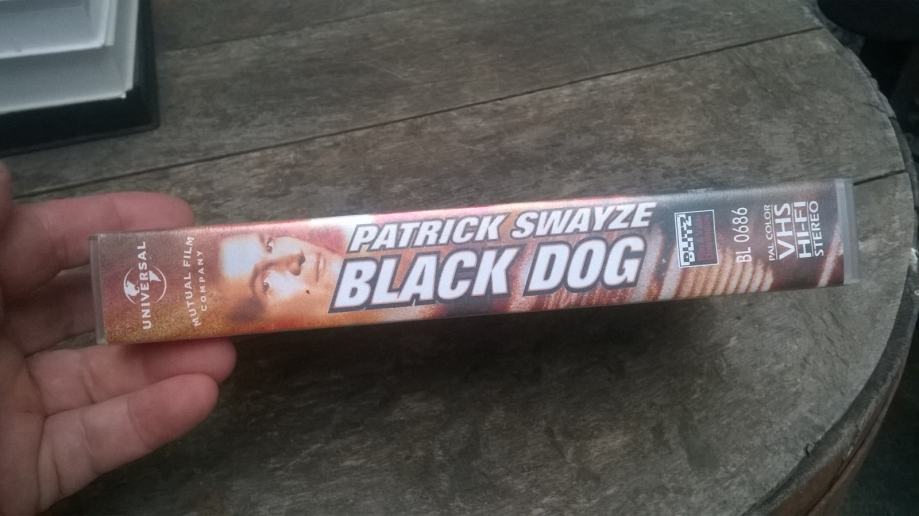 UNIVERSAL
MUTUAL FILM
COMPANY
PATRICK SWAYZE
BLACK DOG
BL 0686
PAL COLOR
VHS
HI-FI
STEREO